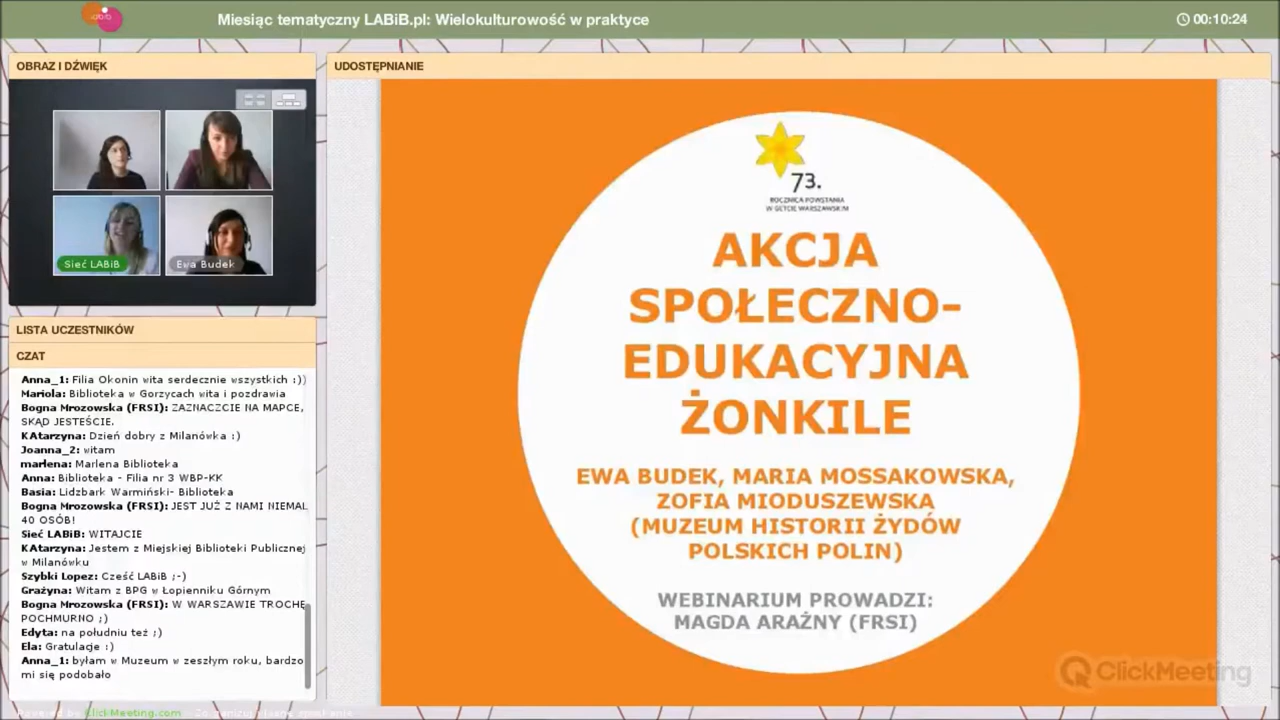 Miesiąc tematyczny LABiB.pl: Wielokulturowość w praktyce
00:10:24
OBRAZ I DŹWIĘK
Sieć LABiB
Ewa Budek
LISTA UCZESTNIKÓW
CZAT
Anna_1: Filia Okonin wita serdecznie wszystkich :))
Mariola: Biblioteka w Gorzycach wita i pozdrawia
Bogna Mrozowska (FRSI): ZAZNACZCIE NA MAPCE,
SKĄD JESTEŚCIE.
KAtarzyna: Dzień dobry z Milanówka :)
Joanna_2: witam
marlena: Marlena Biblioteka
Anna: Biblioteka - Filia nr 3 WBP-KK
Basia: Lidzbark Warmiński- Biblioteka
Bogna Mrozowska (FRSI): JEST JUŻ Z NAMI NIEMAL
40 OSÓB!
Sieć LABiB: WITAJCIE
KAtarzyna: Jestem z Miejskiej Biblioteki Publicznej
w Milanówku
Szybki Lopez: Cześć LABiB ;-)
Grażyna: Witam z BPG w Łopienniku Górnym
Bogna Mrozowska (FRSI): W WARSZAWIE TROCHĘ
POCHMURNO ;)
Edyta: na południu też ;)
Ela: Gratulacje :)
Anna_1: byłam w Muzeum w zeszłym roku, bardzo
mi się podobało
Powered by ClickMeeting.com
UDOSTĘPNIANIE
73.
ROCZNICA POWSTANIA
W GETCIE WARSZAWSKIM
AKCJA
SPOŁECZNO-
EDUKACYJNA
ŻONKILE
EWA BUDEK, MARIA MOSSAKOWSKA,
ZOFIA MIODUSZEWSKA
(MUZEUM HISTORII ŻYDÓW
POLSKICH POLIN)
WEBINARIUM PROWADZI:
MAGDA ARAŹNY (FRSI)
ClickMeeting